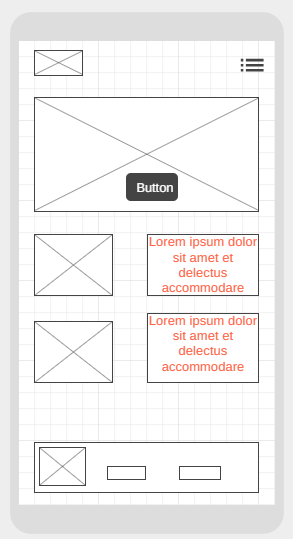 Button
Lorem ipsum dolor
sit amet et
delectus
accommodare
Lorem ipsum dolor
sit amet et
delectus
accommodare